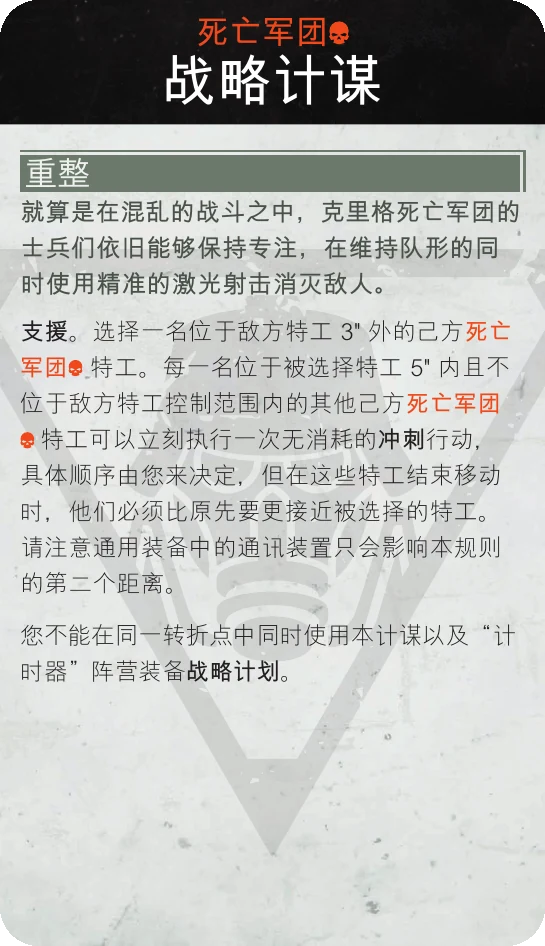 死亡军团
战略计谋
重整
就算是在混乱的战斗之中，克里格死亡军团的
士兵们依旧能够保持专注，在维持队形的同
时使用精准的激光射击消灭敌人。
支援。选择一名位于敌方特工 3" 外的己方死亡
军团特工。每一名位于被选择特工 5" 内且不
位于敌方特工控制范围内的其他己方死亡军团
特工可以立刻执行一次无消耗的冲刺行动，
具体顺序由您来决定，但在这些特工结束移动
时，他们必须比原先要更接近被选择的特工。
请注意通用装备中的通讯装置只会影响本规则
的第二个距离。
您不能在同一转折点中同时使用本计谋以及“计
时器”阵营装备战略计划。